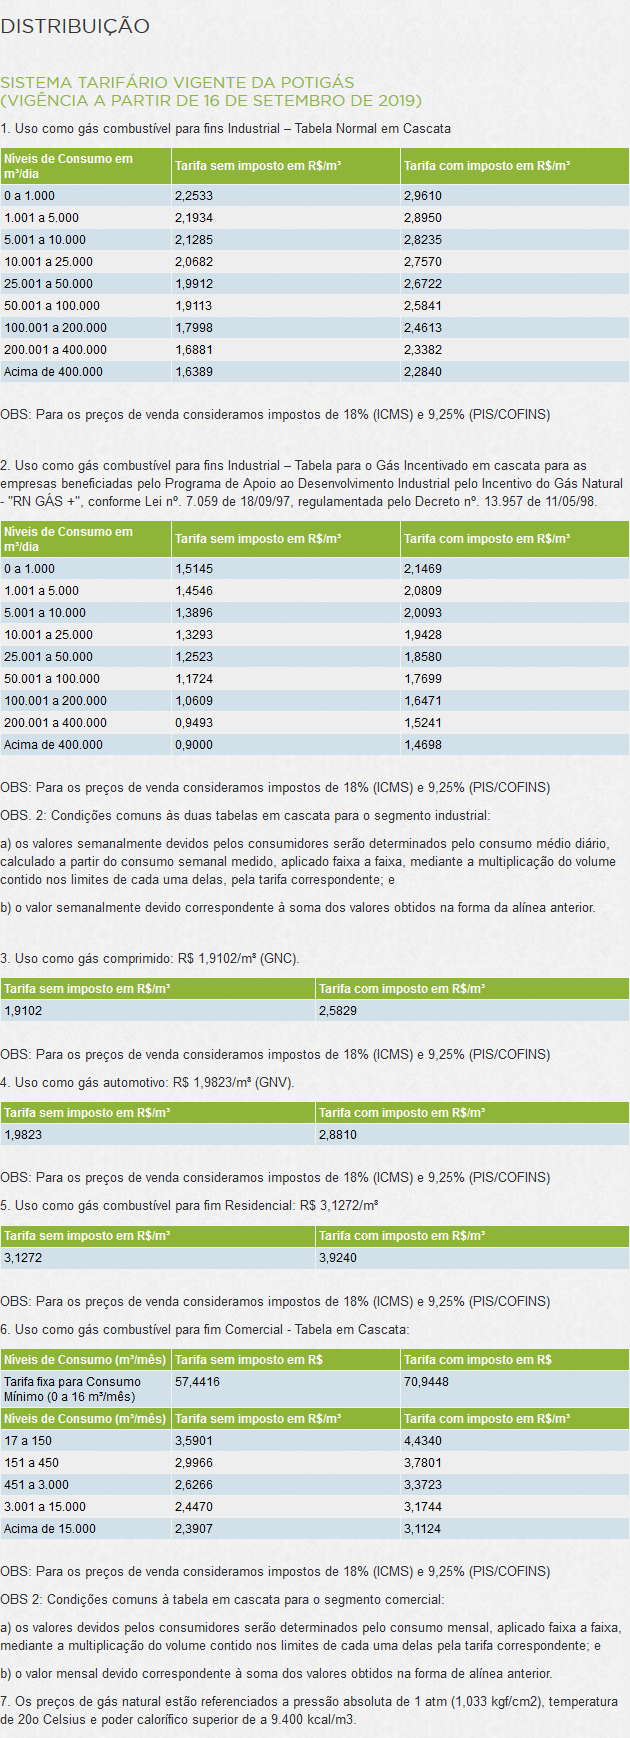 DISTRIBUIÇÃO
SISTEMA TARIFÁRIO VIGENTE DA POTIGÁS
(VIGÊNCIA A PARTIR DE 16 DE SETEMBRO DE 2019)
1. Uso como gás combustível para fins Industrial – Tabela Normal em Cascata
Níveis de Consumo em m³/dia Tarifa sem imposto em R$/m³ Tarifa com imposto em R$/m³
0 a 1.000 2,2533 2,9610
1.001 a 5.000 2,1934 2,8950
5.001 a 10.000 2,1285 2,8235
10.001 a 25.000 2,0682 2,7570
25.001 a 50.000 1,9912 2,6722
50.001 a 100.000 1,9113 2,5841
100.001 a 200.000 1,7998 2,4613
200.001 a 400.000 1,6881 2,3382
Acima de 400.000 1,6389 2,2840
OBS: Para os preços de venda consideramos impostos de 18% (ICMS) e 9,25% (PIS/COFINS)
2. Uso como gás combustível para fins Industrial – Tabela para o Gás Incentivado em cascata para as
empresas beneficiadas pelo Programa de Apoio ao Desenvolvimento Industrial pelo Incentivo do Gás Natural
- "RN GÁS +", conforme Lei nº. 7.059 de 18/09/97, regulamentada pelo Decreto nº. 13.957 de 11/05/98.
Níveis de Consumo em m³/dia Tarifa sem imposto em R$/m³ Tarifa com imposto em R$/m³
0 a 1.000 1,5145 2,1469
1.001 a 5.000 1,4546 2,0809
5.001 a 10.000 1,3896 2,0093
10.001 a 25.000 1,3293 1,9428
25.001 a 50.000 1,2523 1,8580
50.001 a 100.000 1,1724 1,7699
100.001 a 200.000 1,0609 1,6471
200.001 a 400.000 0,9493 1,5241
Acima de 400.000 0,9000 1,4698
OBS: Para os preços de venda consideramos impostos de 18% (ICMS) e 9,25% (PIS/COFINS)
OBS. 2: Condições comuns às duas tabelas em cascata para o segmento industrial:
a) os valores semanalmente devidos pelos consumidores serão determinados pelo consumo médio diário,
calculado a partir do consumo semanal medido, aplicado faixa a faixa, mediante a multiplicação do volume
contido nos limites de cada uma delas, pela tarifa correspondente; e
b) o valor semanalmente devido correspondente à soma dos valores obtidos na forma da alínea anterior.
3. Uso como gás comprimido: R$ 1,9102/m³ (GNC).
Tarifa sem imposto em R$/m³ Tarifa com imposto em R$/m³
1,9102 2,5829
OBS: Para os preços de venda consideramos impostos de 18% (ICMS) e 9,25% (PIS/COFINS)
4. Uso como gás automotivo: R$ 1,9823/m³ (GNV).
Tarifa sem imposto em R$/m³ Tarifa com imposto em R$/m³
1,9823 2,8810
OBS: Para os preços de venda consideramos impostos de 18% (ICMS) e 9,25% (PIS/COFINS)
5. Uso como gás combustível para fim Residencial: R$ 3,1272/m³
Tarifa sem imposto em R$/m³ Tarifa com imposto em R$/m³
3,1272 3,9240
OBS: Para os preços de venda consideramos impostos de 18% (ICMS) e 9,25% (PIS/COFINS)
6. Uso como gás combustível para fim Comercial - Tabela em Cascata:
Níveis de Consumo (m³/mês) Tarifa sem imposto em R$ Tarifa com imposto em R$
Tarifa fixa para Consumo Mínimo (0 a 16 m³/mês) 57,4416 70,9448
Níveis de Consumo (m³/mês) Tarifa sem imposto em R$/m³ Tarifa com imposto em R$/m³
17 a 150 3,5901 4,4340
151 a 450 2,9966 3,7801
451 a 3.000 2,6266 3,3723
3.001 a 15.000 2,4470 3,1744
Acima de 15.000 2,3907 3,1124
OBS: Para os preços de venda consideramos impostos de 18% (ICMS) e 9,25% (PIS/COFINS)
OBS 2: Condições comuns à tabela em cascata para o segmento comercial:
a) os valores devidos pelos consumidores serão determinados pelo consumo mensal, aplicado faixa a faixa,
mediante a multiplicação do volume contido nos limites de cada uma delas pela tarifa correspondente; e
b) o valor mensal devido correspondente à soma dos valores obtidos na forma de alínea anterior.
7. Os preços de gás natural estão referenciados a pressão absoluta de 1 atm (1,033 kgf/cm2), temperatura
de 20o Celsius e poder calorífico superior de a 9.400 kcal/m3.